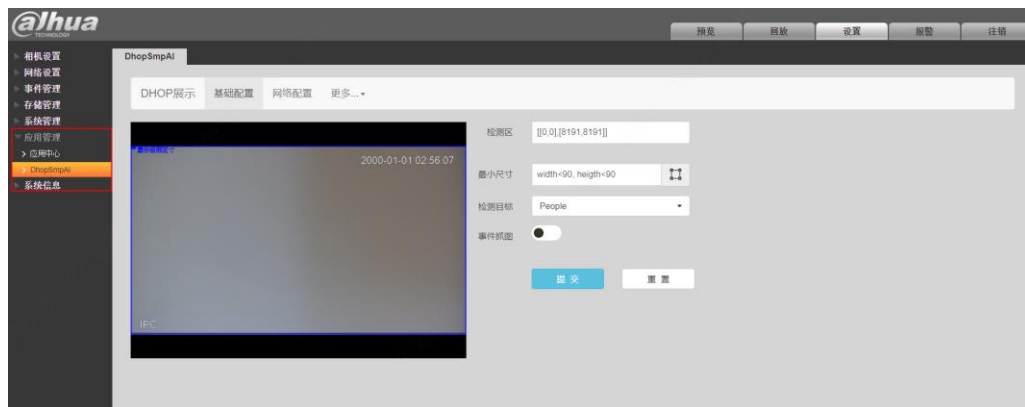 alhua
TECHNOLOGY
预览
回放
设置
报警
注销
相机设置
网络设置
事件管理
存储管理
系统管理
应用管理
应用中心
DhopSmpAI
系统信息
DhopSmpAI
DHOP展示
基础配置
网络配置
更多...
2000-01-01 02:56:07
IPC
检测区
[[0,0],[8191,8191]]
最小尺寸
width<90, heigth<90
检测目标
People
事件抓图
提 交
重 置